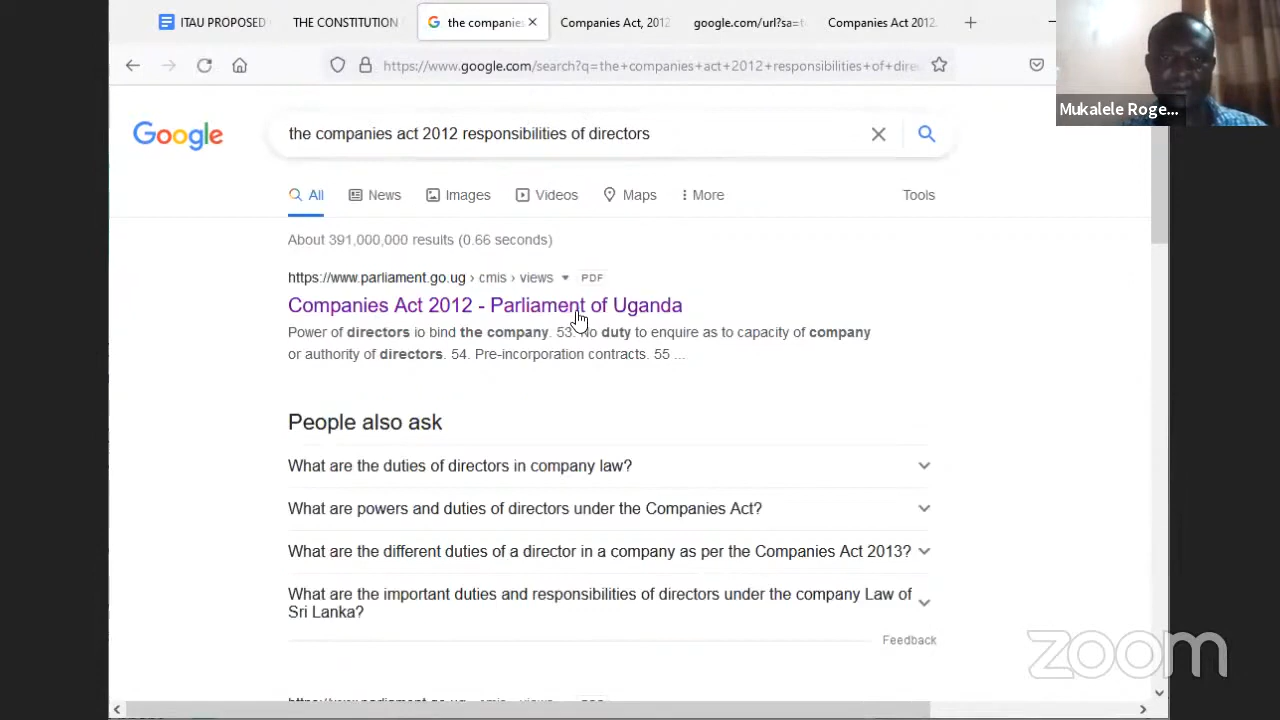 ITAU PROPOSED
THE CONSTITUTION
the companies
Companies Act, 2012
google.com/url?sa=t
Companies Act 2012
https://www.google.com/search?q=the+companies+act+2012+responsibilities+of+direc
Mukalele Roge...
Google
the companies act 2012 responsibilities of directors
All
News
Images
Videos
Maps
More
Tools
About 391,000,000 results (0.66 seconds)
https://www.parliament.go.ug › cmis › views
PDF
Companies Act 2012 - Parliament of Uganda
Power of directors io bind the company. 53. No duty to enquire as to capacity of company
or authority of directors. 54. Pre-incorporation contracts. 55 ...
People also ask
What are the duties of directors in company law?
What are powers and duties of directors under the Companies Act?
What are the different duties of a director in a company as per the Companies Act 2013?
What are the important duties and responsibilities of directors under the company Law of
Sri Lanka?
Feedback
zoom